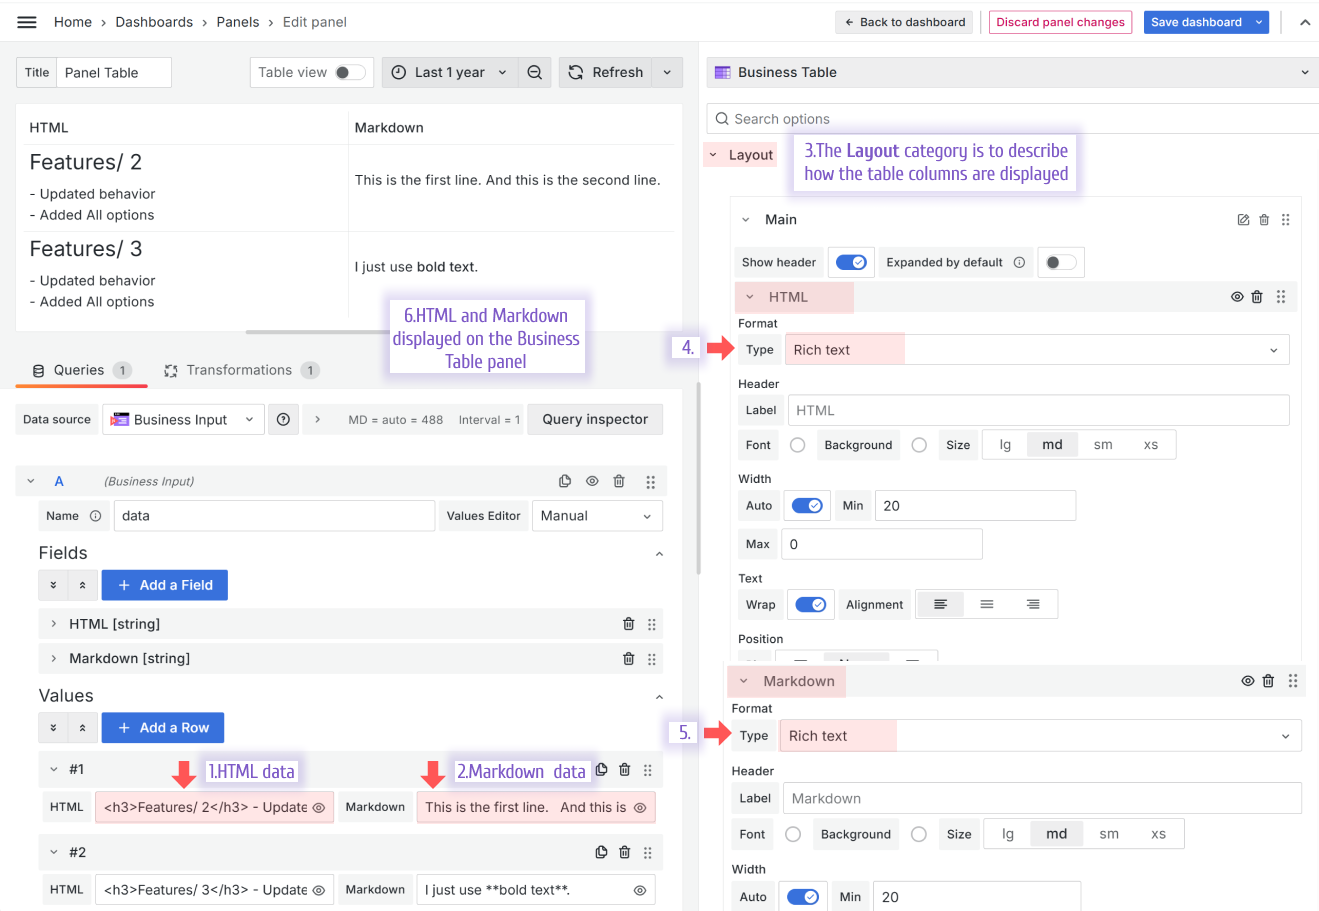 Home › Dashboards › Panels › Edit panel
Back to dashboard
Discard panel changes
Save dashboard
Title
Panel Table
Table view
Last 1 year
Refresh
HTML
Markdown
Features/ 2
- Updated behavior
- Added All options
This is the first line. And this is the second line.
Features/ 3
- Updated behavior
- Added All options
I just use bold text.
6.HTML and Markdown
displayed on the Business
Table panel
Queries 1
Transformations 1
Data source
Business Input
MD = auto = 488
Interval = 1
Query inspector
A
(Business Input)
Name
data
Values Editor
Manual
Fields
+ Add a Field
HTML [string]
Markdown [string]
Values
+ Add a Row
#1
1.HTML data
2.Markdown data
HTML
<h3>Features/ 2</h3> - Update
Markdown
This is the first line. And this is
#2
HTML
<h3>Features/ 3</h3> - Update
Markdown
I just use **bold text**.
Business Table
Search options
Layout
3.The Layout category is to describe
how the table columns are displayed
Main
Show header
Expanded by default
HTML
Format
4.
Type
Rich text
Header
Label
HTML
Font
Background
Size
lg
md
sm
xs
Width
Auto
Min
20
Max
0
Text
Wrap
Alignment
Position
Markdown
Format
5.
Type
Rich text
Header
Label
Markdown
Font
Background
Size
lg
md
sm
xs
Width
Auto
Min
20